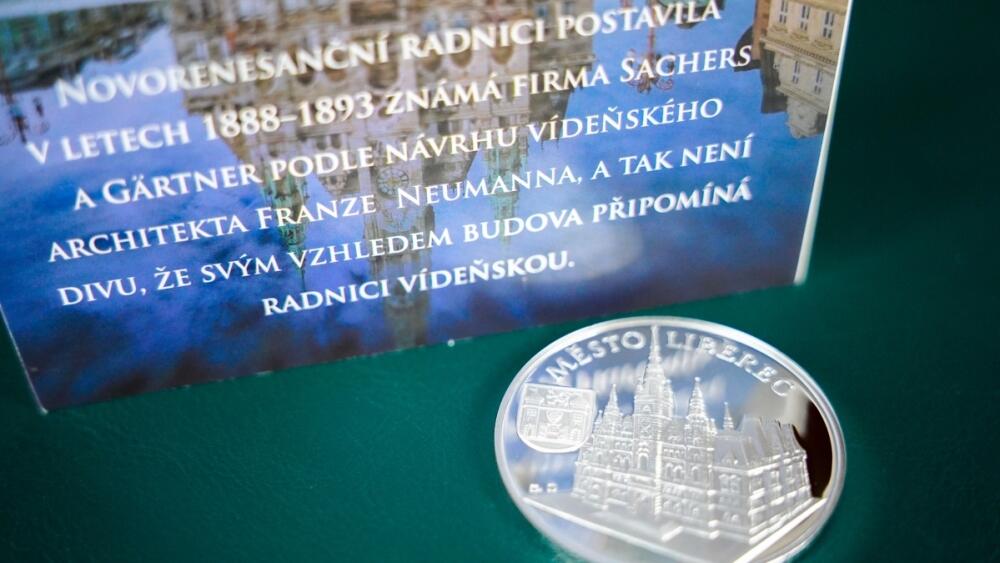 NOVORENESANČNÍ RADNICI POSTAVILA
V LETECH 1888–1893 ZNÁMÁ FIRMA SACHERS
A GÄRTNER PODLE NÁVRHU VÍDEŇSKÉHO
ARCHITEKTA FRANZE NEUMANNA, A TAK NENÍ
DIVU, ŽE SVÝM VZHLEDEM BUDOVA PŘIPOMÍNÁ
RADNICI VÍDEŇSKOU.
MĚSTO LIBEREC